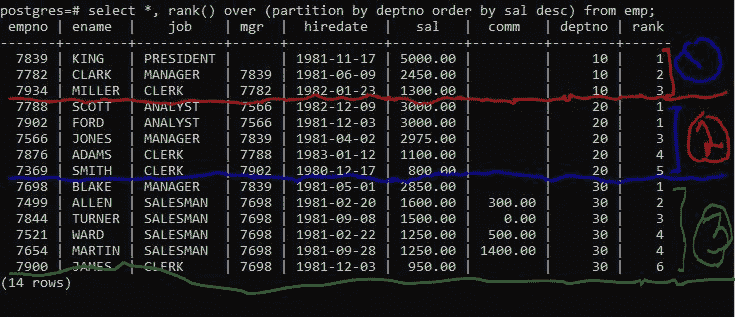 postgres=# select *, rank() over (partition by deptno order by sal desc) from emp;
empno | ename | job | mgr | hiredate | sal | comm | deptno | rank
7839 | KING | PRESIDENT | | 1981-11-17 | 5000.00 | | 10 | 1
7782 | CLARK | MANAGER | 7839 | 1981-06-09 | 2450.00 | | 10 | 2
7934 | MILLER | CLERK | 7782 | 1982-01-23 | 1300.00 | | 10 | 3
7788 | SCOTT | ANALYST | 7566 | 1982-12-09 | 3000.00 | | 20 | 1
7902 | FORD | ANALYST | 7566 | 1981-12-03 | 3000.00 | | 20 | 1
7566 | JONES | MANAGER | 7839 | 1981-04-02 | 2975.00 | | 20 | 3
7876 | ADAMS | CLERK | 7788 | 1983-01-12 | 1100.00 | | 20 | 4
7369 | SMITH | CLERK | 7902 | 1980-12-17 | 800.00 | | 20 | 5
7698 | BLAKE | MANAGER | 7839 | 1981-05-01 | 2850.00 | | 30 | 1
7499 | ALLEN | SALESMAN | 7698 | 1981-02-20 | 1600.00 | 300.00 | 30 | 2
7844 | TURNER | SALESMAN | 7698 | 1981-09-08 | 1500.00 | 0.00 | 30 | 3
7521 | WARD | SALESMAN | 7698 | 1981-02-22 | 1250.00 | 500.00 | 30 | 4
7654 | MARTIN | SALESMAN | 7698 | 1981-09-28 | 1250.00 | 1400.00 | 30 | 4
7900 | JAMES | CLERK | 7698 | 1981-12-03 | 950.00 | | 30 | 6
(14 rows)
1
2
3